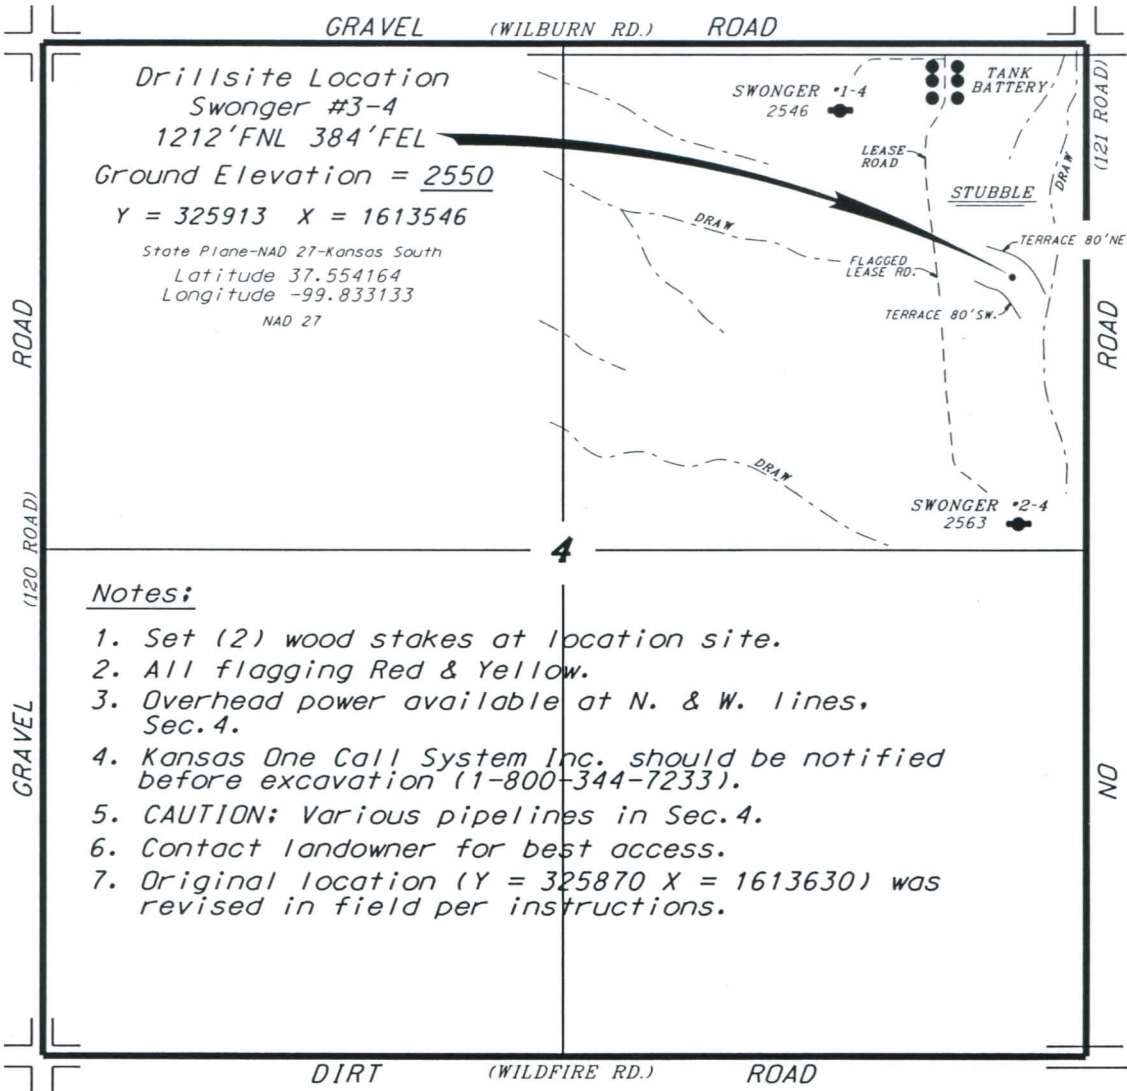 GRAVEL (WILBURN RD.) ROAD
Drillsite Location
Swonger #3-4
1212'FNL 384'FEL
Ground Elevation = 2550
Y = 325913 X = 1613546
State Plane-NAD 27-Kansas South
Latitude 37.554164
Longitude -99.833133
NAD 27
SWONGER #1-4
2546
TANK
BATTERY
LEASE
ROAD
STUBBLE
DRAW
DRAW
TERRACE 80'NE
FLAGGED
LEASE RD.
TERRACE 80'SW.
DRAW
SWONGER #2-4
2563
4
GRAVEL (120 ROAD) ROAD
NO ROAD (121 ROAD)
Notes:
1. Set (2) wood stakes at location site.
2. All flagging Red & Yellow.
3. Overhead power available at N. & W. lines,
Sec.4.
4. Kansas One Call System Inc. should be notified
before excavation (1-800-344-7233).
5. CAUTION: Various pipelines in Sec.4.
6. Contact landowner for best access.
7. Original location (Y = 325870 X = 1613630) was
revised in field per instructions.
DIRT (WILDFIRE RD.) ROAD